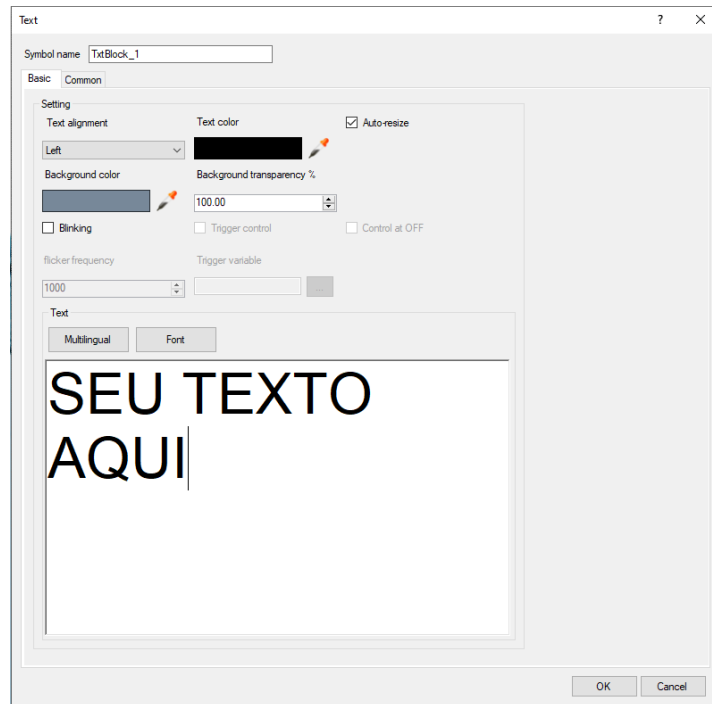 Text
Symbol name TxtBlock_1
Basic Common
Setting
Text alignment Text color Auto-resize
Left
Background color Background transparency %
100.00
Blinking Trigger control Control at OFF
flicker frequency Trigger variable
1000 ...
Text
Multilingual Font
SEU TEXTO
AQUI
OK Cancel